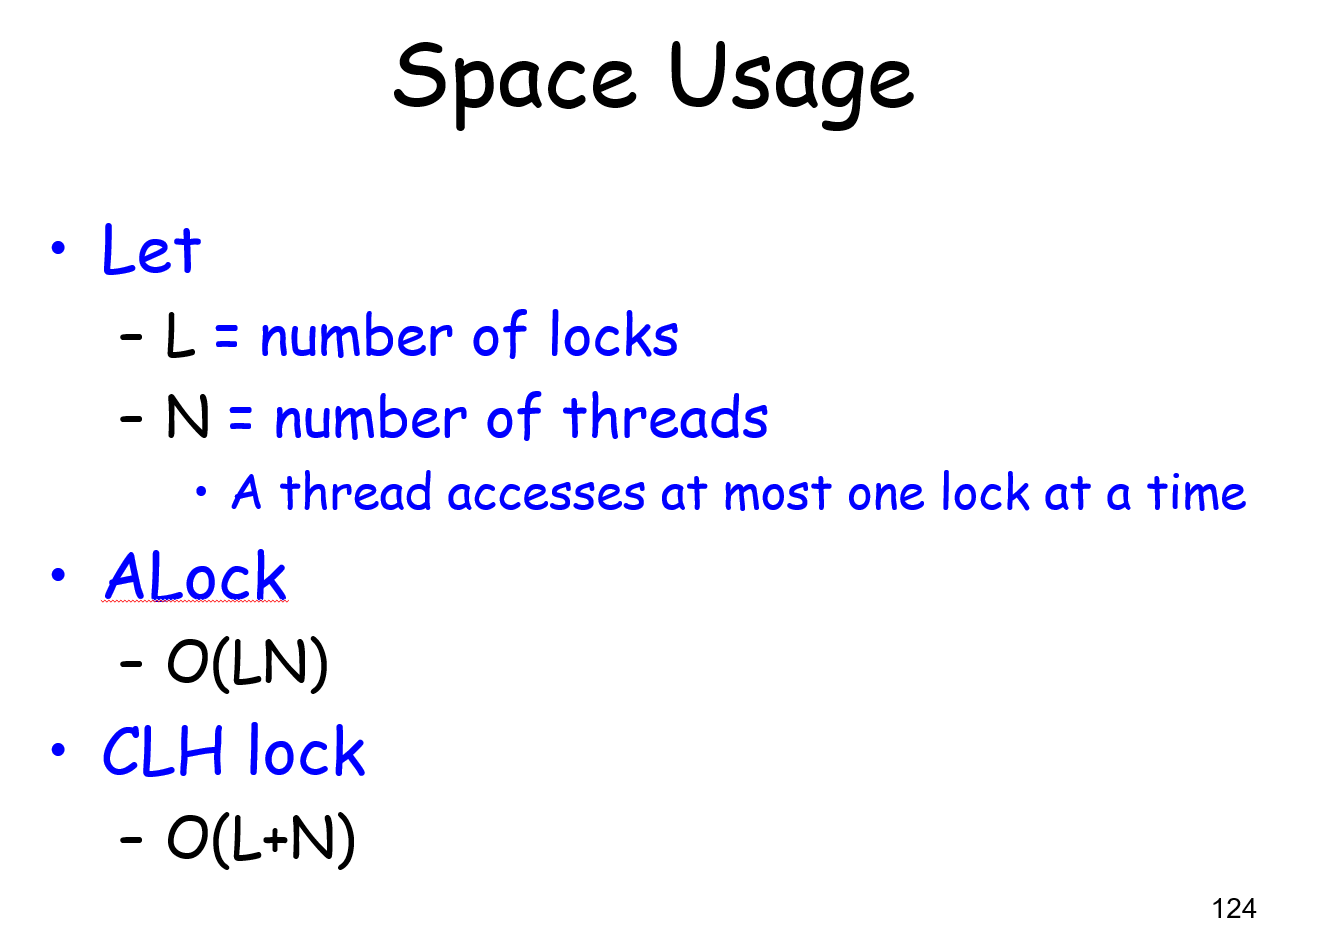 Space Usage
• Let
– L = number of locks
– N = number of threads
• A thread accesses at most one lock at a time
• ALock
– O(LN)
• CLH lock
– O(L+N)
124